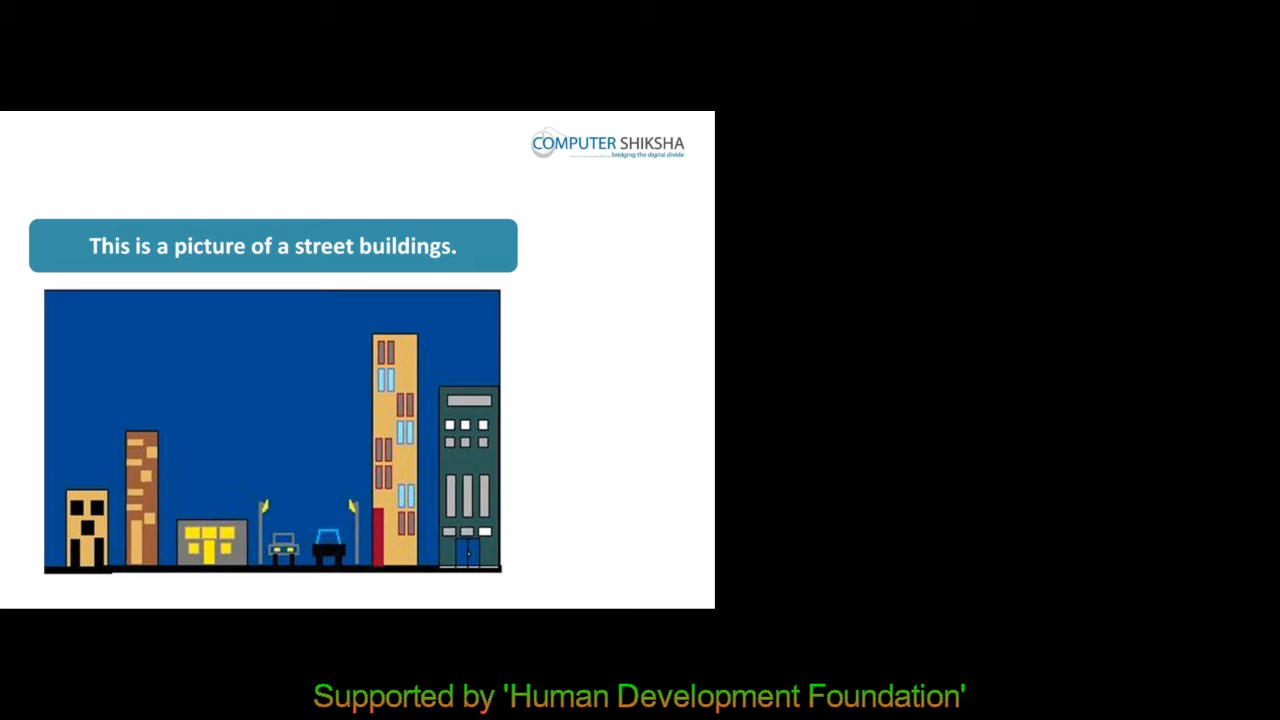 COMPUTER SHIKSHA
.................... bridging the digital divide
This is a picture of a street buildings.
Supported by 'Human Development Foundation'